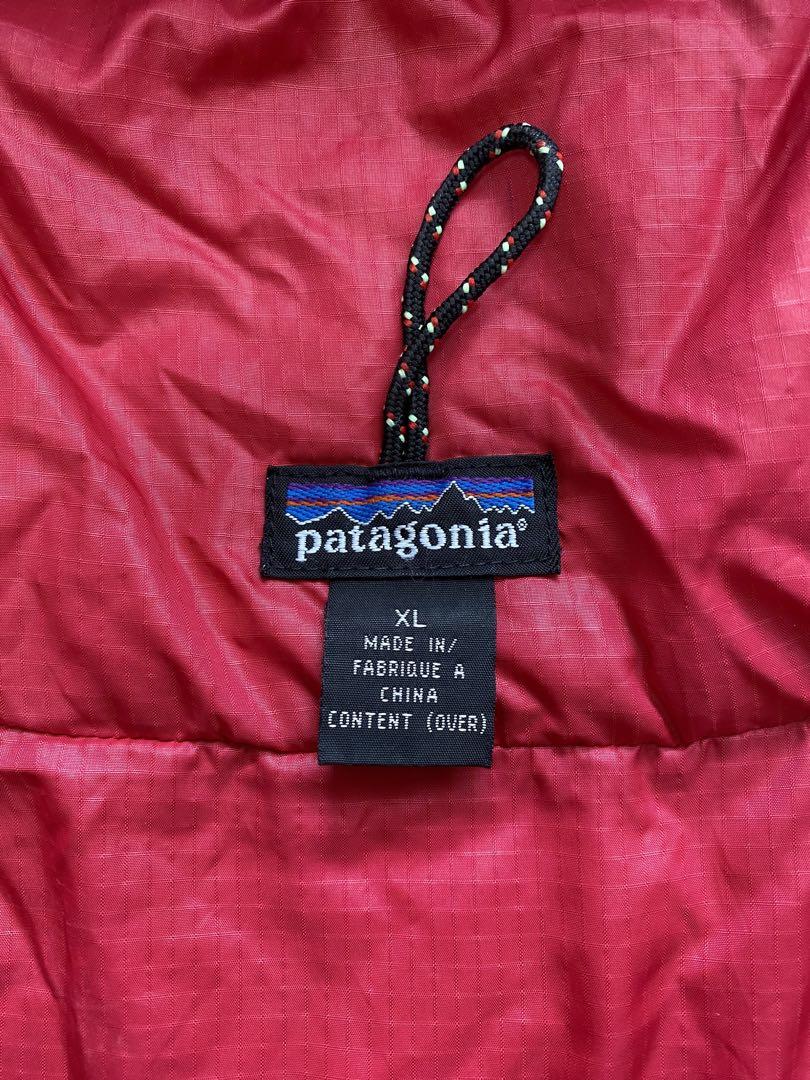 patagonia®
XL
MADE IN/
FABRIQUE A
CHINA
CONTENT (OVER)